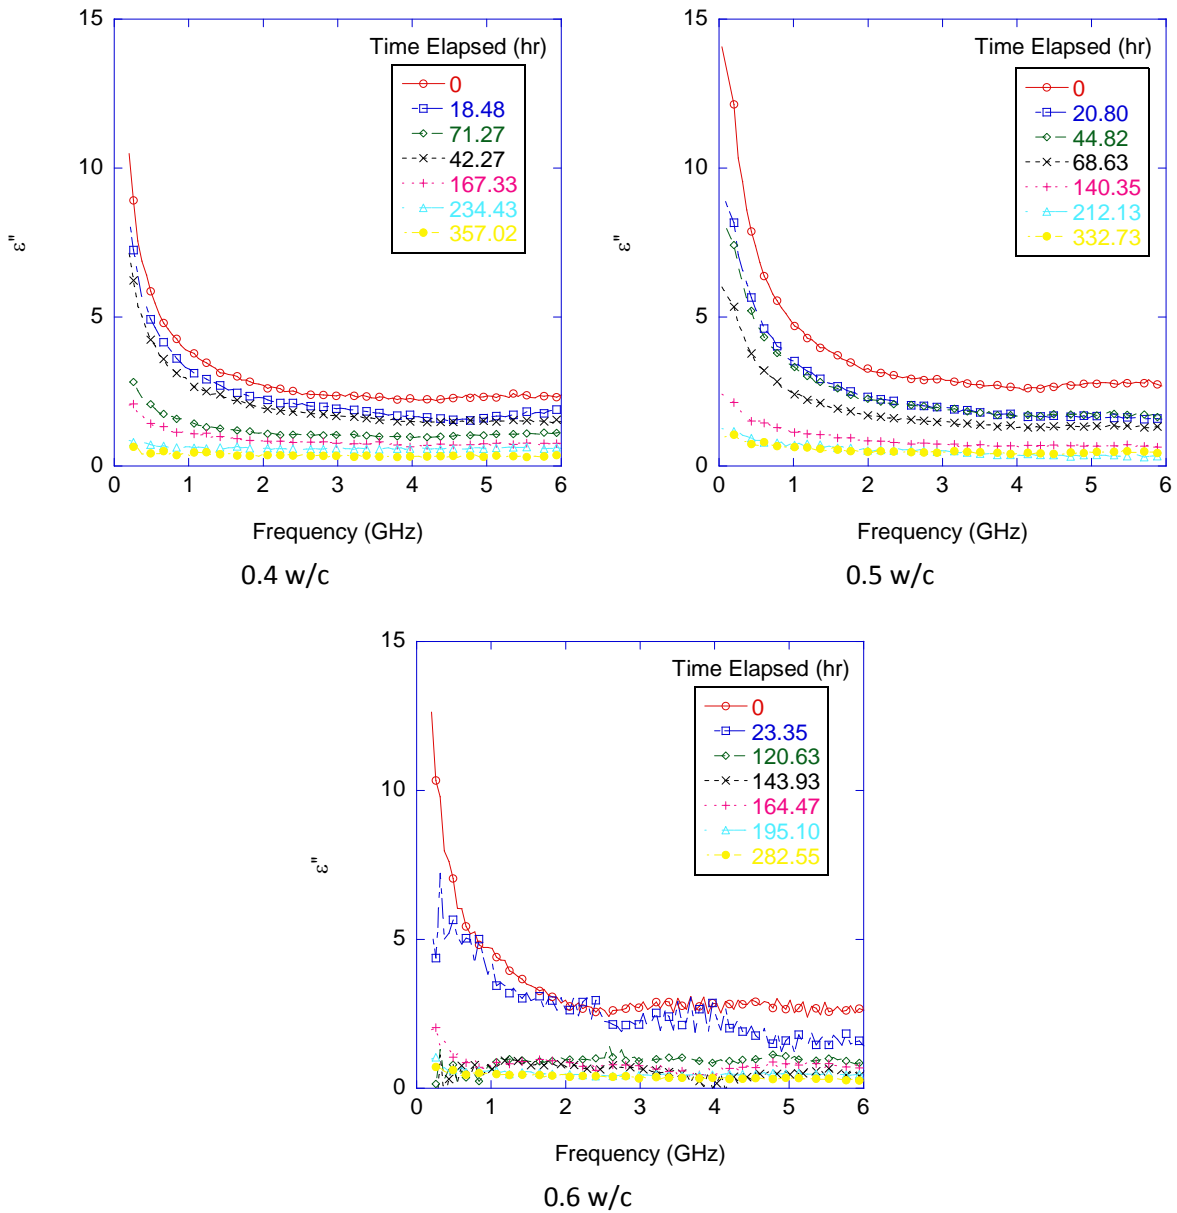 15
10
5
0
ε"
Time Elapsed (hr)
0
18.48
71.27
42.27
167.33
234.43
357.02
0 1 2 3 4 5 6
Frequency (GHz)
0.4 w/c
15
10
5
0
ε"
Time Elapsed (hr)
0
20.80
44.82
68.63
140.35
212.13
332.73
0 1 2 3 4 5 6
Frequency (GHz)
0.5 w/c
15
10
5
0
ε"
Time Elapsed (hr)
0
23.35
120.63
143.93
164.47
195.10
282.55
0 1 2 3 4 5 6
Frequency (GHz)
0.6 w/c